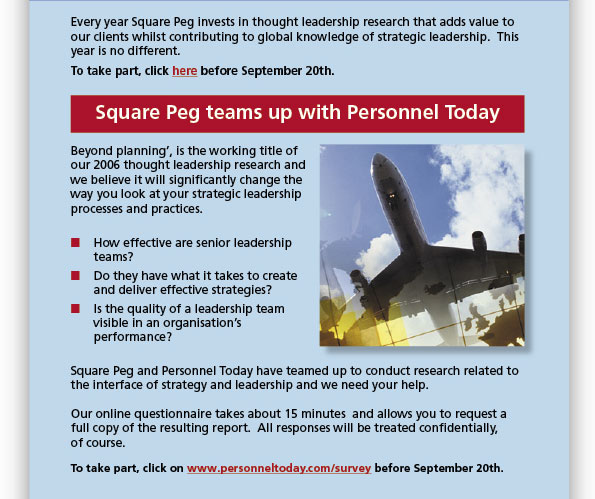 Every year Square Peg invests in thought leadership research that adds value to
our clients whilst contributing to global knowledge of strategic leadership.  This
year is no different.
To take part, click here before September 20th.
Square Peg teams up with Personnel Today
Beyond planning’, is the working title of
our 2006 thought leadership research and
we believe it will significantly change the
way you look at your strategic leadership
processes and practices.
■ How effective are senior leadership
teams?
■ Do they have what it takes to create
and deliver effective strategies?
■ Is the quality of a leadership team
visible in an organisation’s
performance?
Square Peg and Personnel Today have teamed up to conduct research related to
the interface of strategy and leadership and we need your help.
Our online questionnaire takes about 15 minutes  and allows you to request a
full copy of the resulting report.  All responses will be treated confidentially,
of course.
To take part, click on www.personneltoday.com/survey before September 20th.